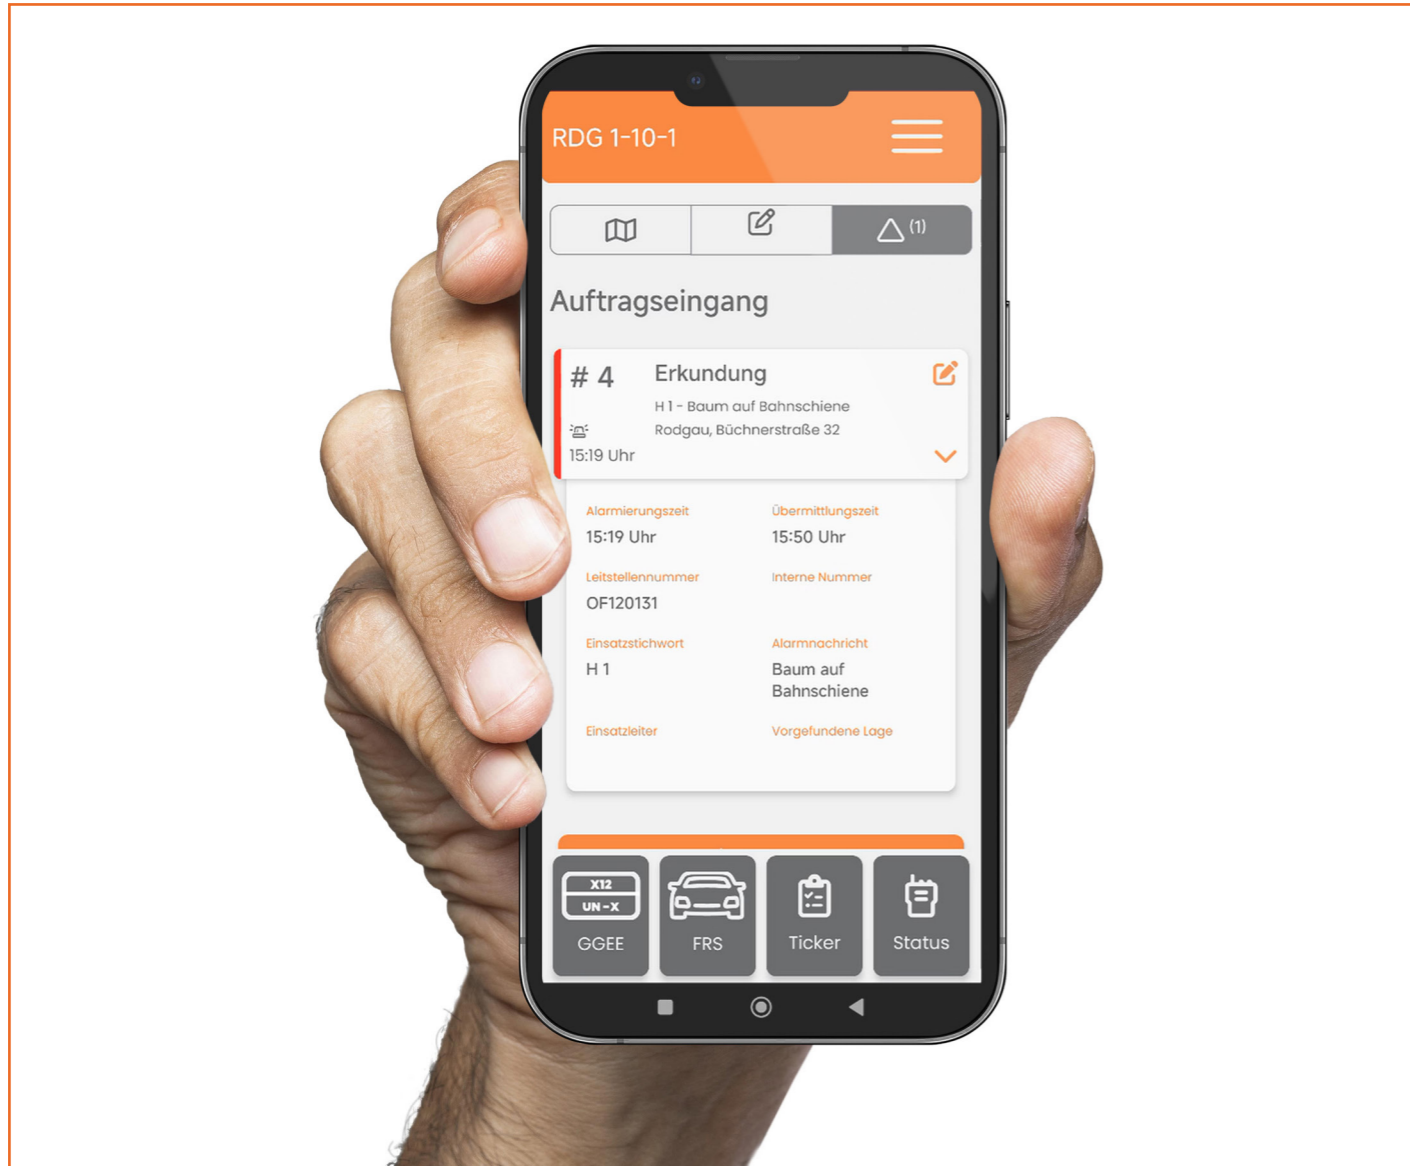 RDG 1-10-1
(1)
Auftragseingang
# 4
Erkundung
H 1 - Baum auf Bahnschiene
Rodgau, Büchnerstraße 32
15:19 Uhr
Alarmierungszeit
Übermittlungszeit
15:19 Uhr
15:50 Uhr
Leitstellennummer
Interne Nummer
OF120131
Einsatzstichwort
Alarmnachricht
H 1
Baum auf
Bahnschiene
Einsatzleiter
Vorgefundene Lage
X12
UN-X
GGEE
FRS
Ticker
Status